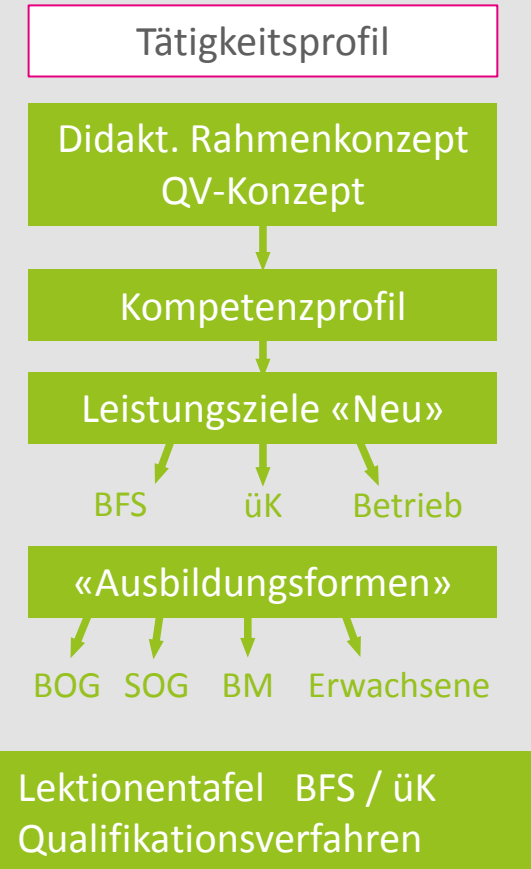 Tätigkeitsprofil
Didakt. Rahmenkonzept
QV-Konzept
Kompetenzprofil
Leistungsziele «Neu»
BFS üK Betrieb
«Ausbildungsformen»
BOG SOG BM Erwachsene
Lektionentafel BFS / üK
Qualifikationsverfahren